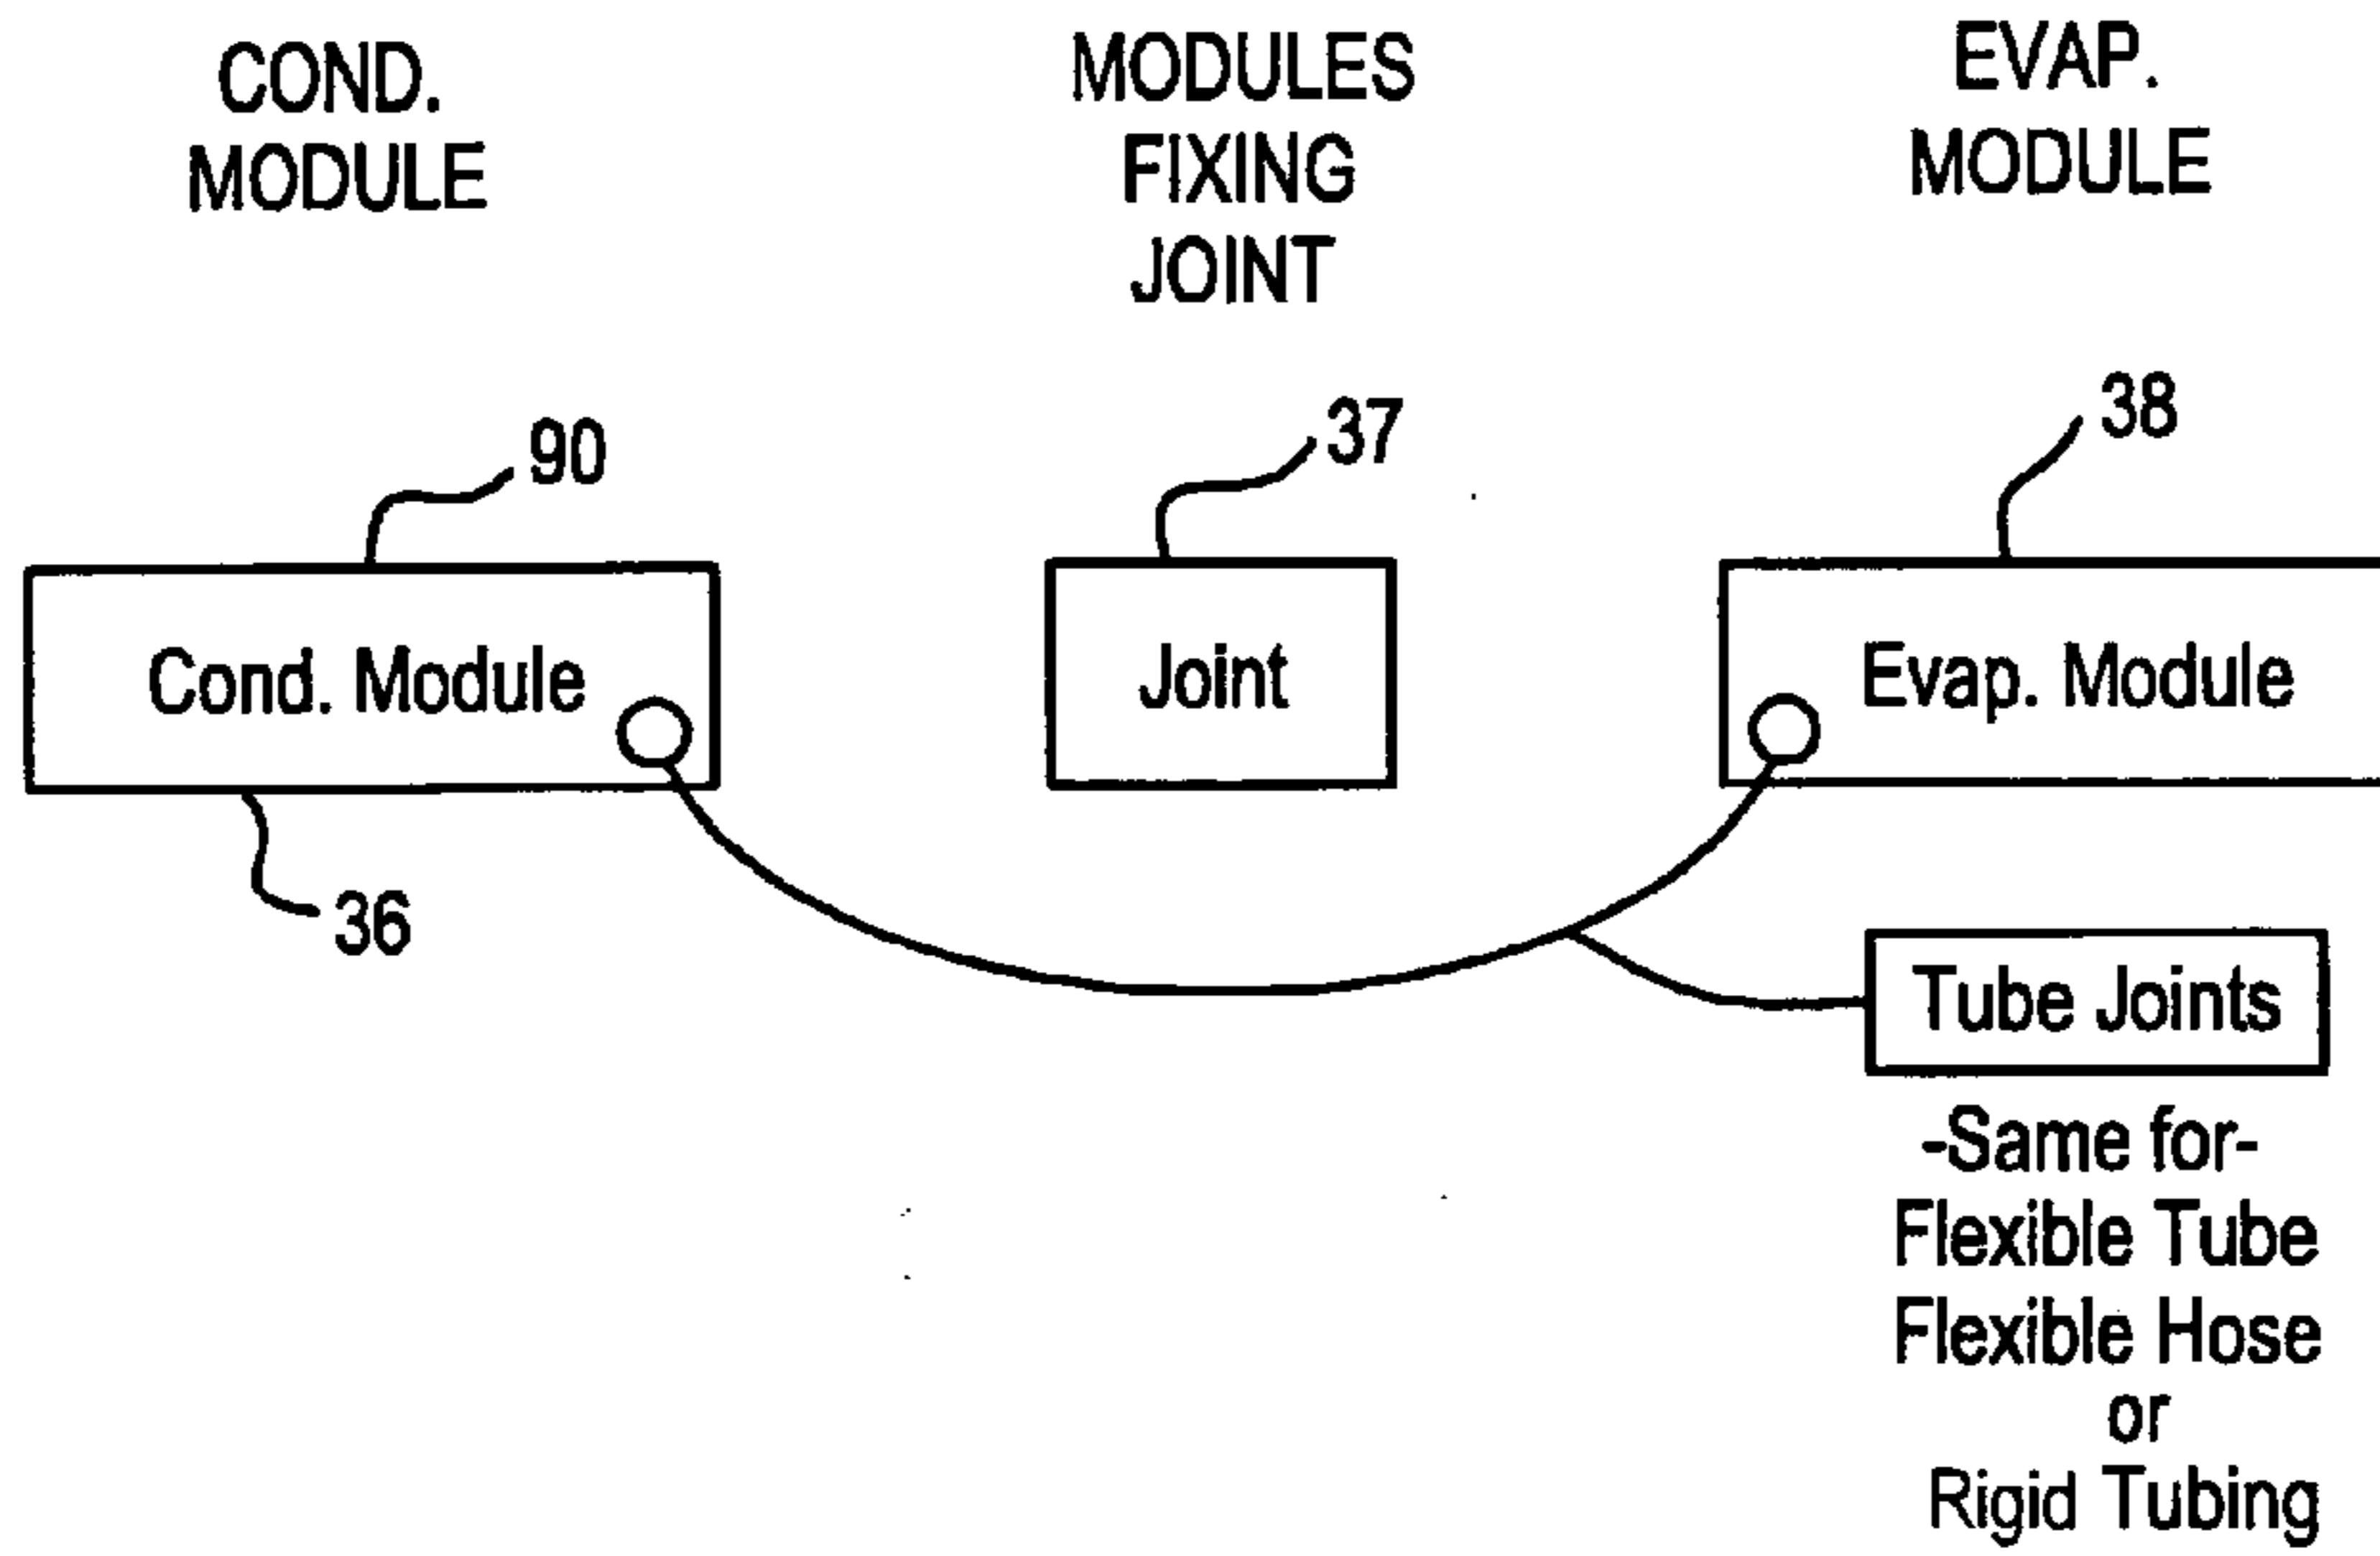 COND.
MODULE
MODULES
FIXING
JOINT
EVAP.
MODULE
90
37
38
Cond. Module
Joint
Evap. Module
36
Tube Joints
-Same for-
Flexible Tube
Flexible Hose
or
Rigid Tubing